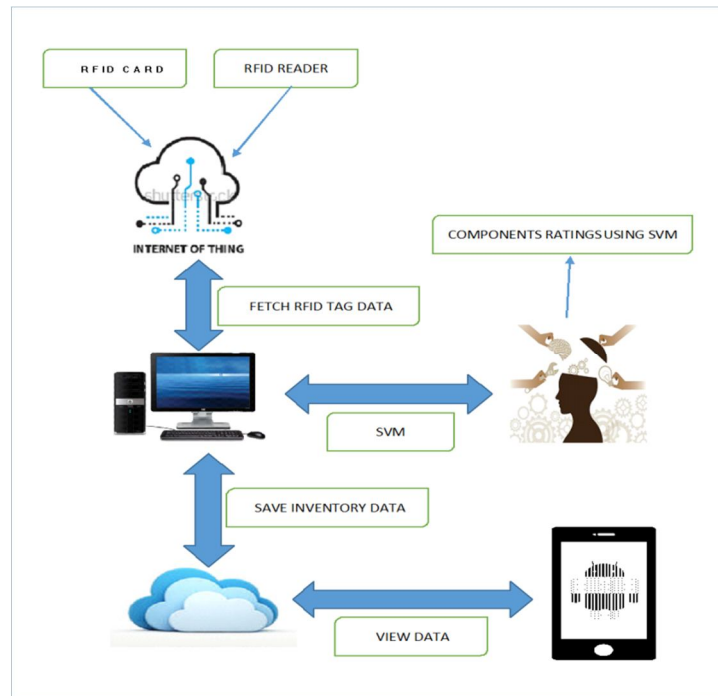 RFID CARD
RFID READER
shutterstock
INTERNET OF THING
COMPONENTS RATINGS USING SVM
FETCH RFID TAG DATA
SVM
SAVE INVENTORY DATA
VIEW DATA